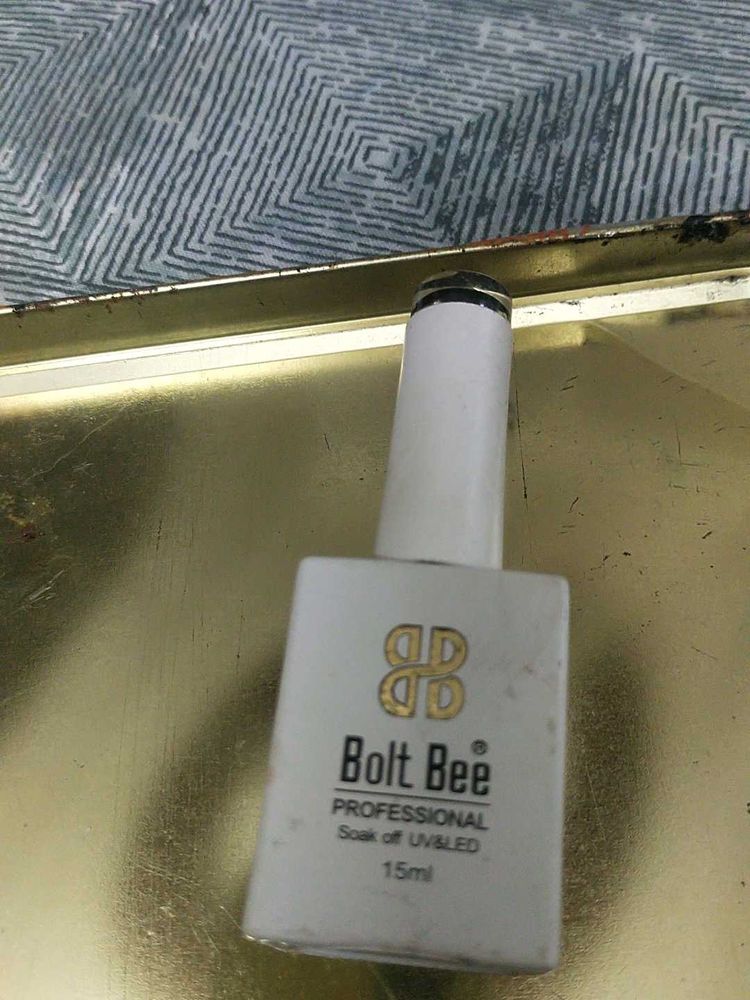 Bolt Bee®
PROFESSIONAL
Soak off UV&LED
15ml